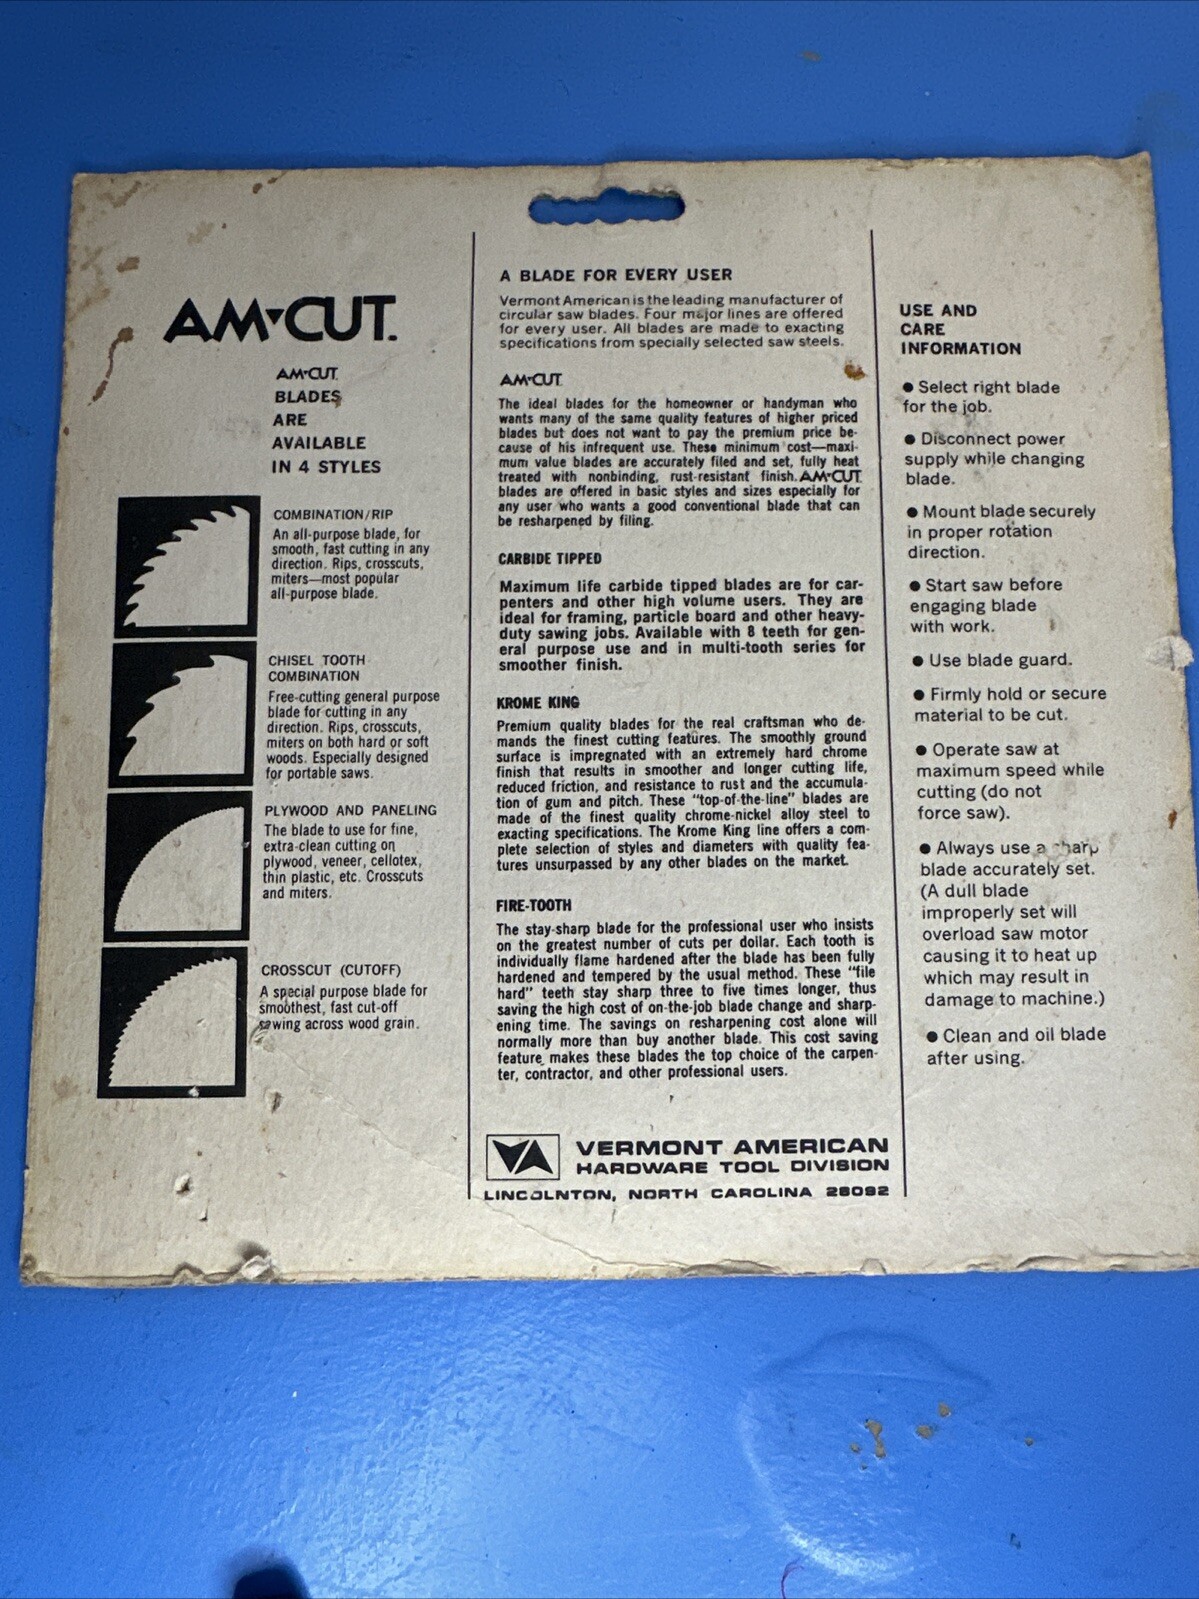 AM·CUT.
AM·CUT.
BLADES
ARE
AVAILABLE
IN 4 STYLES
COMBINATION/RIP
An all-purpose blade, for
smooth, fast cutting in any
direction. Rips, crosscuts,
miters—most popular
all-purpose blade.
CHISEL TOOTH
COMBINATION
Free-cutting general purpose
blade for cutting in any
direction. Rips, crosscuts,
miters on both hard or soft
woods. Especially designed
for portable saws.
PLYWOOD AND PANELING
The blade to use for fine,
extra-clean cutting on
plywood, veneer, cellotex,
thin plastic, etc. Crosscuts
and miters.
CROSSCUT (CUTOFF)
A special purpose blade for
smoothest, fast cut-off
sawing across wood grain.
A BLADE FOR EVERY USER
Vermont American is the leading manufacturer of
circular saw blades. Four major lines are offered
for every user. All blades are made to exacting
specifications from specially selected saw steels.
AM·CUT.
The ideal blades for the homeowner or handyman who
wants many of the same quality features of higher priced
blades but does not want to pay the premium price be-
cause of his infrequent use. These minimum cost—maxi-
mum value blades are accurately filed and set, fully heat
treated with nonbinding, rust-resistant finish. AM·CUT.
blades are offered in basic styles and sizes especially for
any user who wants a good conventional blade that can
be resharpened by filing.
CARBIDE TIPPED
Maximum life carbide tipped blades are for car-
penters and other high volume users. They are
ideal for framing, particle board and other heavy-
duty sawing jobs. Available with 8 teeth for gen-
eral purpose use and in multi-tooth series for
smoother finish.
KROME KING
Premium quality blades for the real craftsman who de-
mands the finest cutting features. The smoothly ground
surface is impregnated with an extremely hard chrome
finish that results in smoother and longer cutting life,
reduced friction, and resistance to rust and the accumula-
tion of gum and pitch. These "top-of-the-line" blades are
made of the finest quality chrome-nickel alloy steel to
exacting specifications. The Krome King line offers a com-
plete selection of styles and diameters with quality fea-
tures unsurpassed by any other blades on the market.
FIRE-TOOTH
The stay-sharp blade for the professional user who insists
on the greatest number of cuts per dollar. Each tooth is
individually flame hardened after the blade has been fully
hardened and tempered by the usual method. These "file
hard" teeth stay sharp three to five times longer, thus
saving the high cost of on-the-job blade change and sharp-
ening time. The savings on resharpening cost alone will
normally more than buy another blade. This cost saving
feature makes these blades the top choice of the carpen-
ter, contractor, and other professional users.
VA VERMONT AMERICAN
HARDWARE TOOL DIVISION
LINCOLNTON, NORTH CAROLINA 28092
USE AND
CARE
INFORMATION
● Select right blade
for the job.
● Disconnect power
supply while changing
blade.
● Mount blade securely
in proper rotation
direction.
● Start saw before
engaging blade
with work.
● Use blade guard.
● Firmly hold or secure
material to be cut.
● Operate saw at
maximum speed while
cutting (do not
force saw).
● Always use a sharp
blade accurately set.
(A dull blade
improperly set will
overload saw motor
causing it to heat up
which may result in
damage to machine.)
● Clean and oil blade
after using.